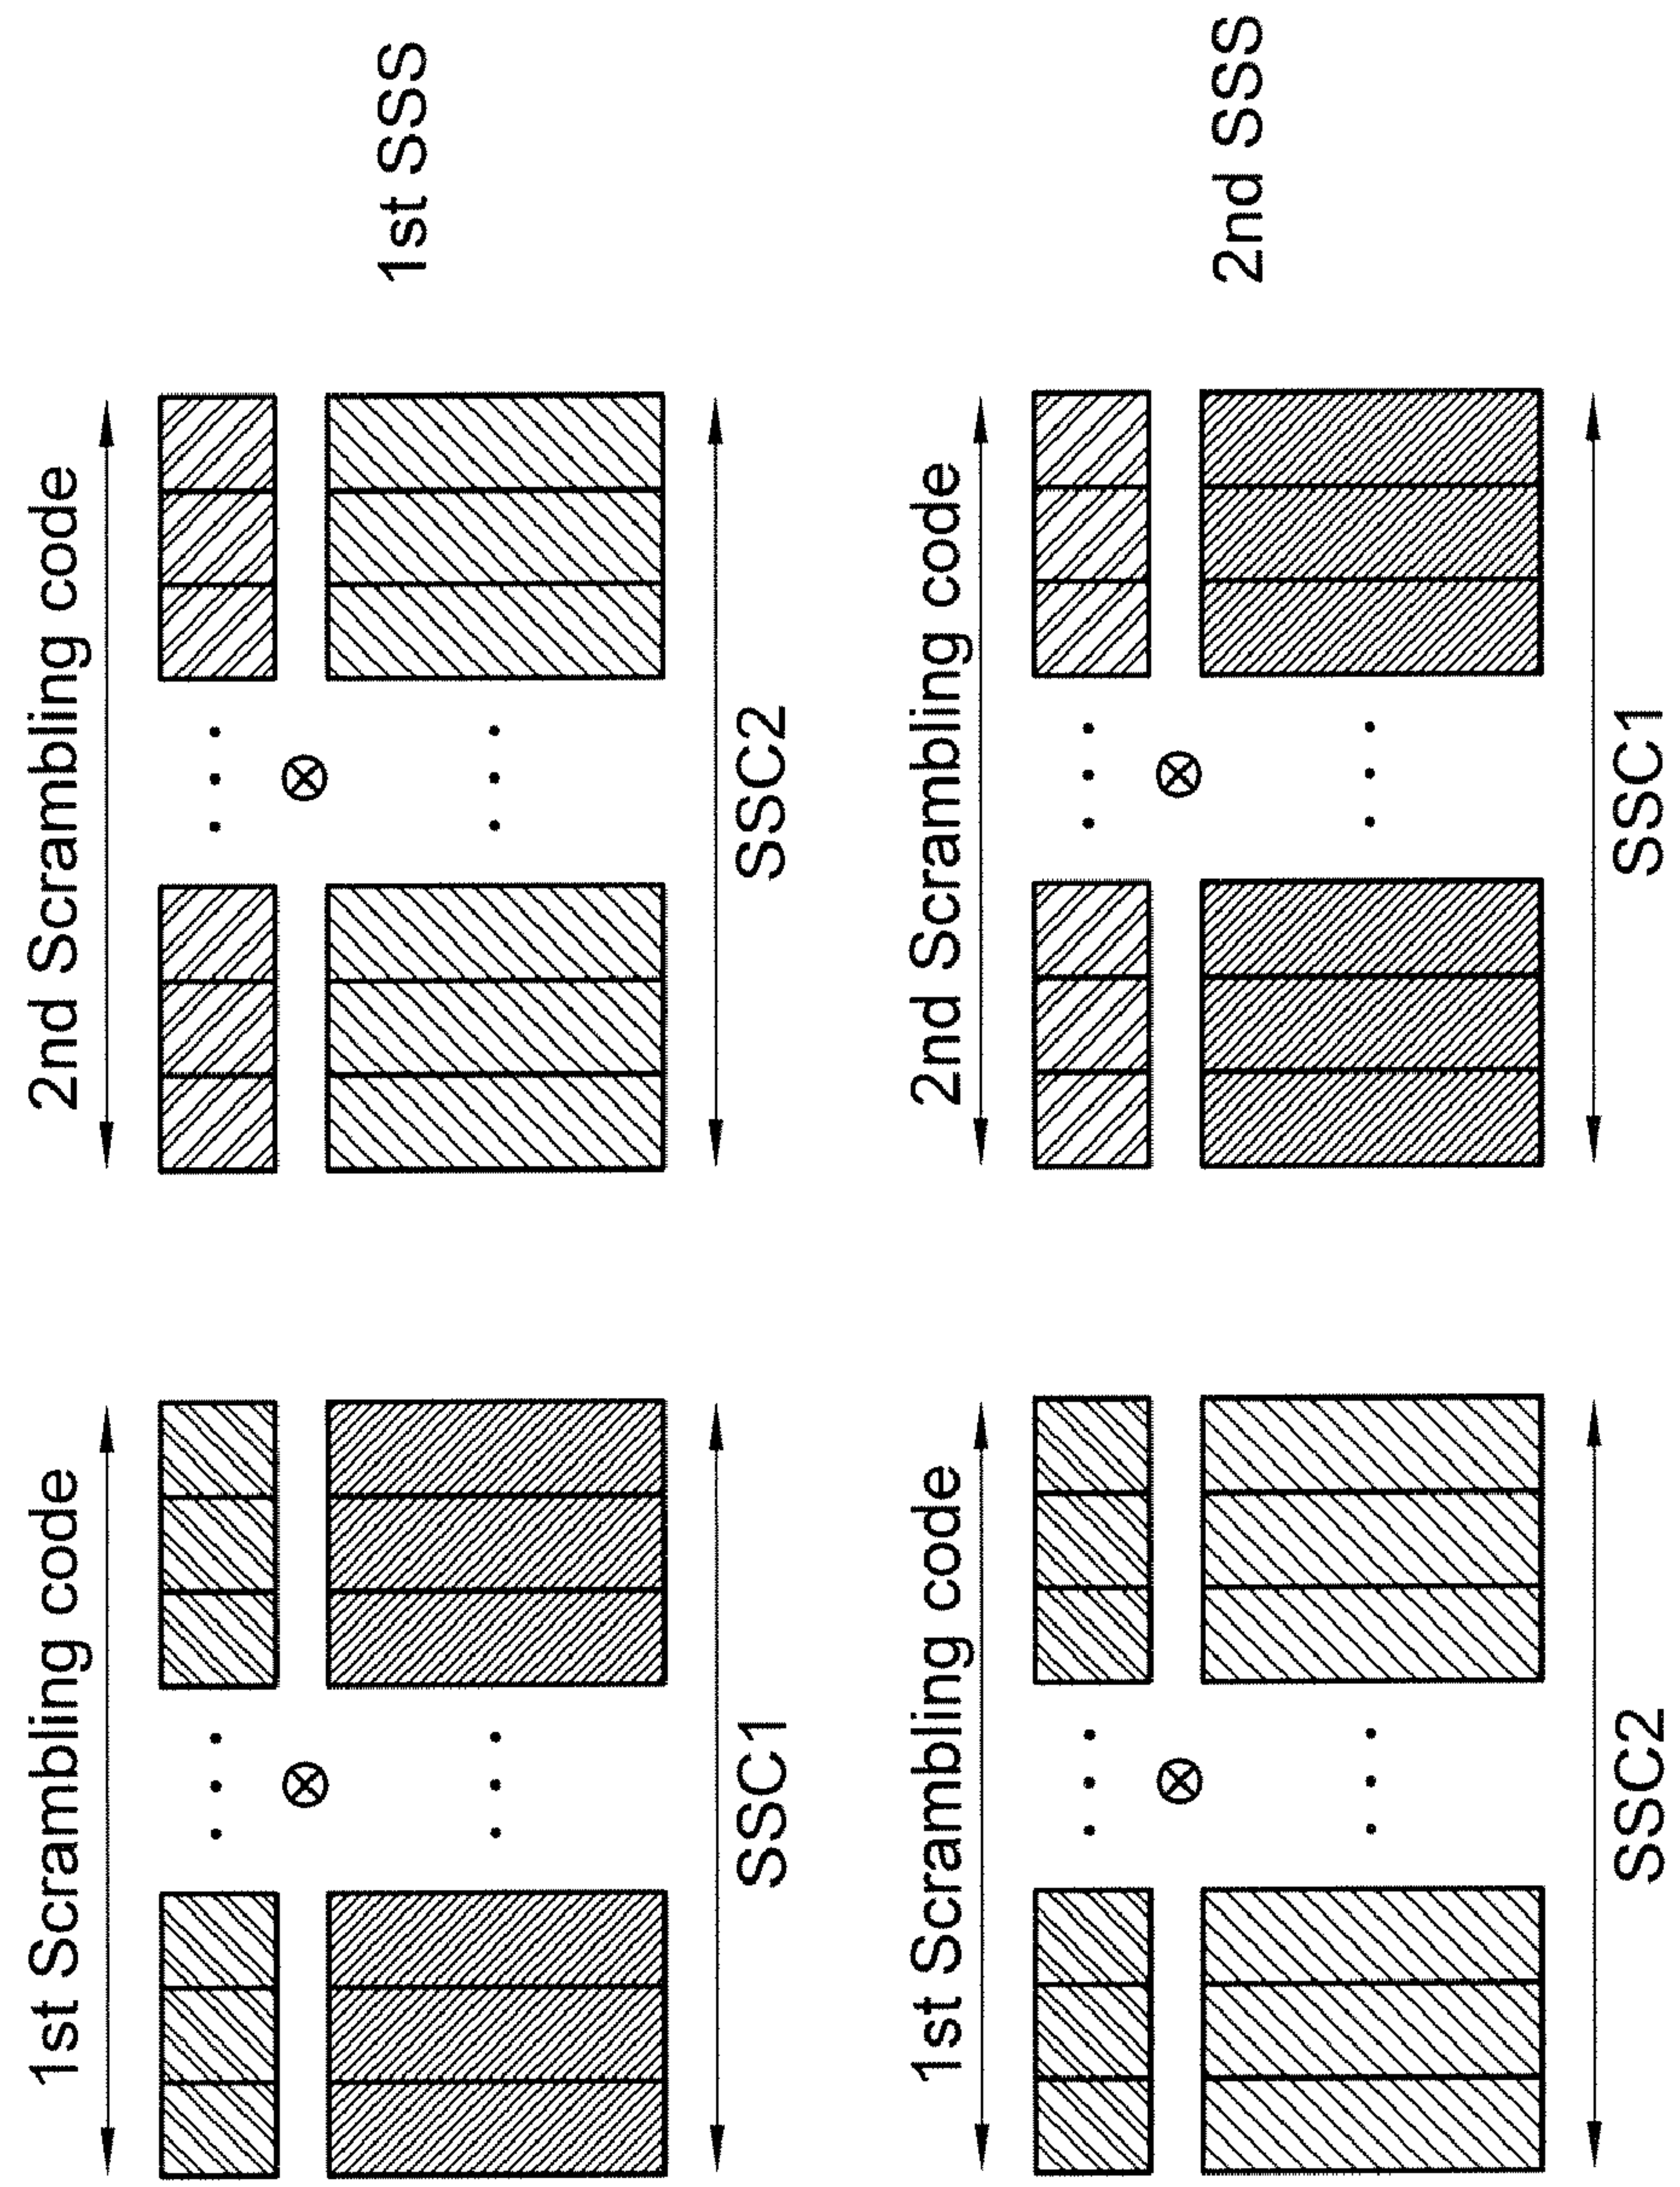 1st Scrambling code
2nd Scrambling code
SSC1
SSC2
1st SSS
1st Scrambling code
2nd Scrambling code
SSC2
SSC1
2nd SSS